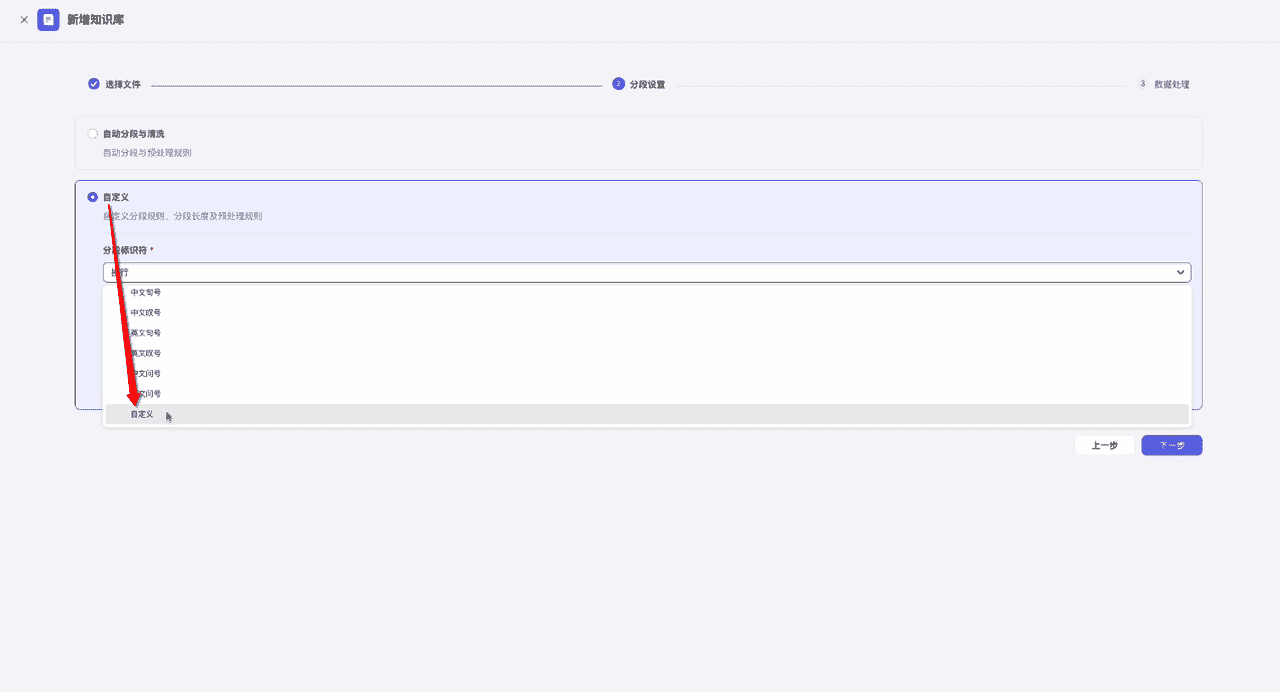 新增知识库
选择文件
2 分段设置
3 数据处理
自动分段与清洗
自动分段与预处理规则
自定义
自定义分段规则、分段长度及预处理规则
分段标识符 *
换行
中文句号
中文叹号
英文句号
英文叹号
中文问号
文问号
自定义
上一步
下一步